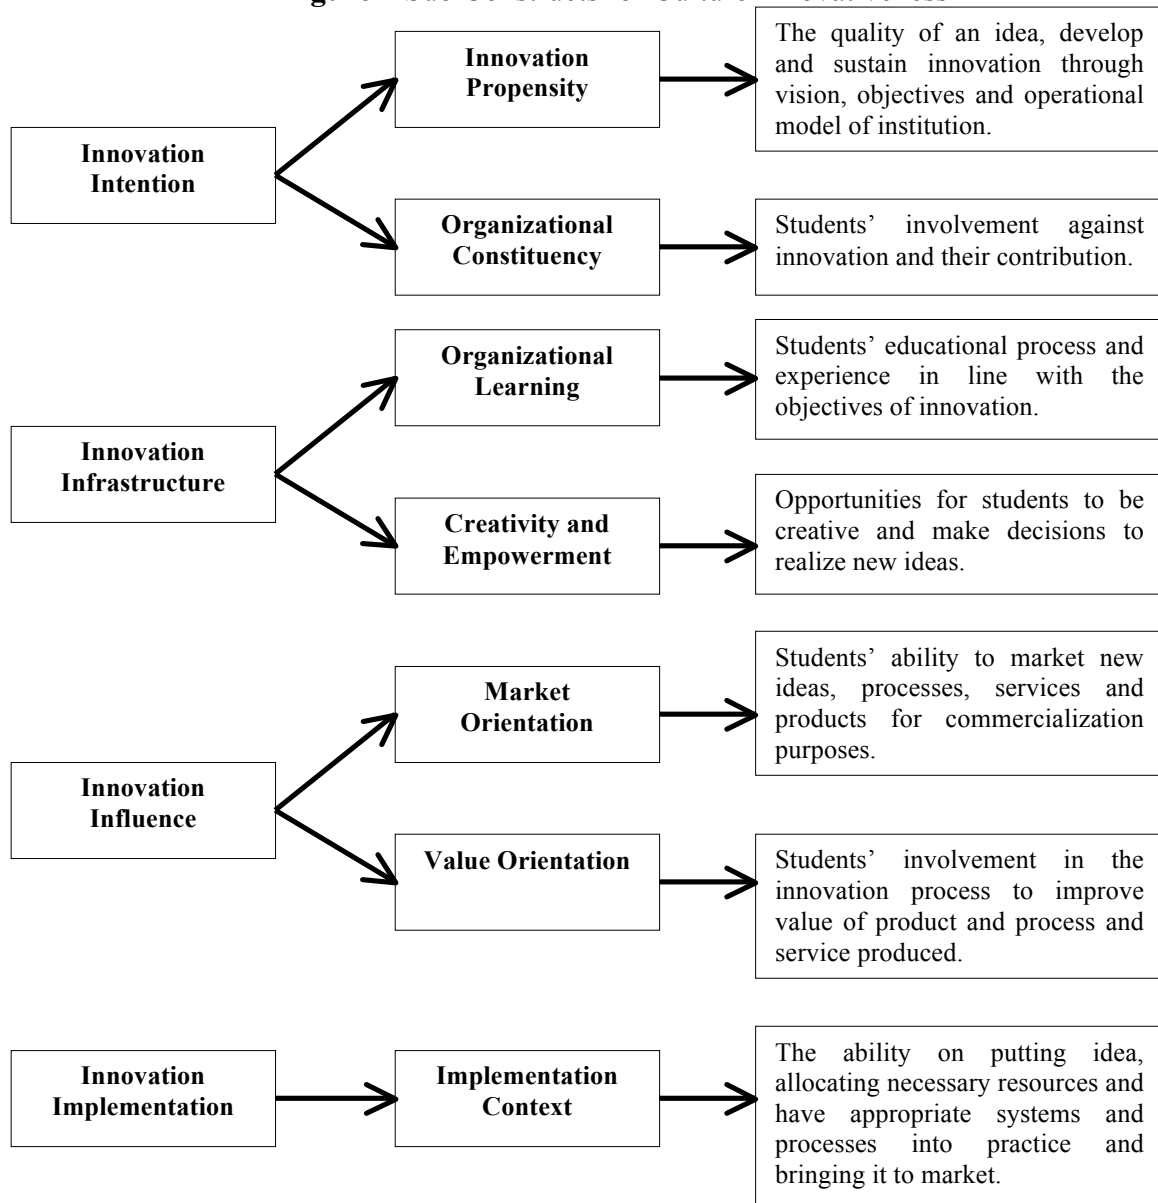 Innovation
Propensity
The quality of an idea, develop
and sustain innovation through
vision, objectives and operational
model of institution.
Innovation
Intention
Organizational
Constituency
Students’ involvement against
innovation and their contribution.
Organizational
Learning
Students’ educational process and
experience in line with the
objectives of innovation.
Innovation
Infrastructure
Creativity and
Empowerment
Opportunities for students to be
creative and make decisions to
realize new ideas.
Market
Orientation
Students’ ability to market new
ideas, processes, services and
products for commercialization
purposes.
Innovation
Influence
Value Orientation
Students’ involvement in the
innovation process to improve
value of product and process and
service produced.
Innovation
Implementation
Implementation
Context
The ability on putting idea,
allocating necessary resources and
have appropriate systems and
processes into practice and
bringing it to market.